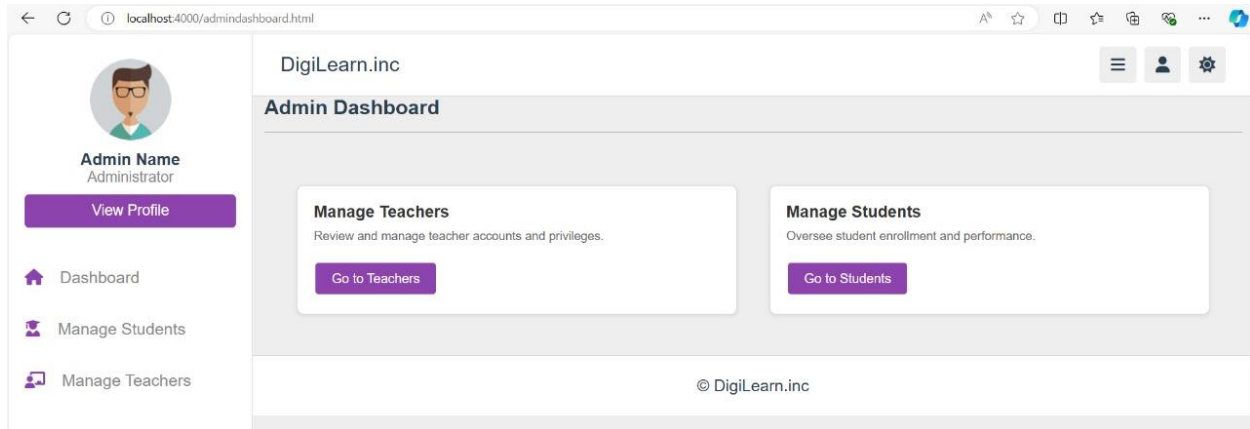 localhost:4000/admindashboard.html
DigiLearn.inc
Admin Dashboard
Admin Name
Administrator
View Profile
Dashboard
Manage Students
Manage Teachers
Manage Teachers
Review and manage teacher accounts and privileges.
Go to Teachers
Manage Students
Oversee student enrollment and performance.
Go to Students
© DigiLearn.inc